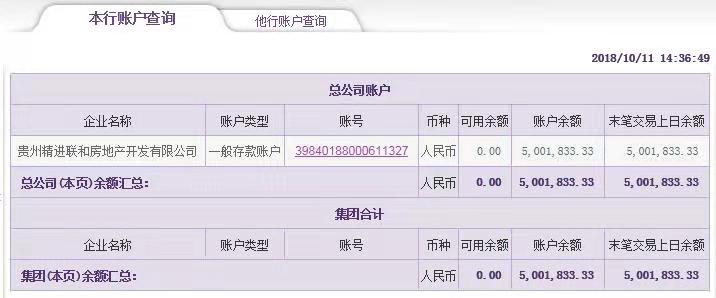 本行账户查询 他行账户查询
2018/10/11 14:36:49
总公司账户
企业名称 账户类型 账号 币种 可用余额 账户余额 末笔交易上日余额
贵州精进联和房地产开发有限公司 一般存款账户 39840188000611327 人民币 0.00 5,001,833.33 5,001,833.33
总公司(本页)余额汇总: 人民币 0.00 5,001,833.33 5,001,833.33
集团合计
企业名称 账户类型 账号 币种 可用余额 账户余额 末笔交易上日余额
集团(本页)余额汇总: 人民币 0.00 5,001,833.33 5,001,833.33